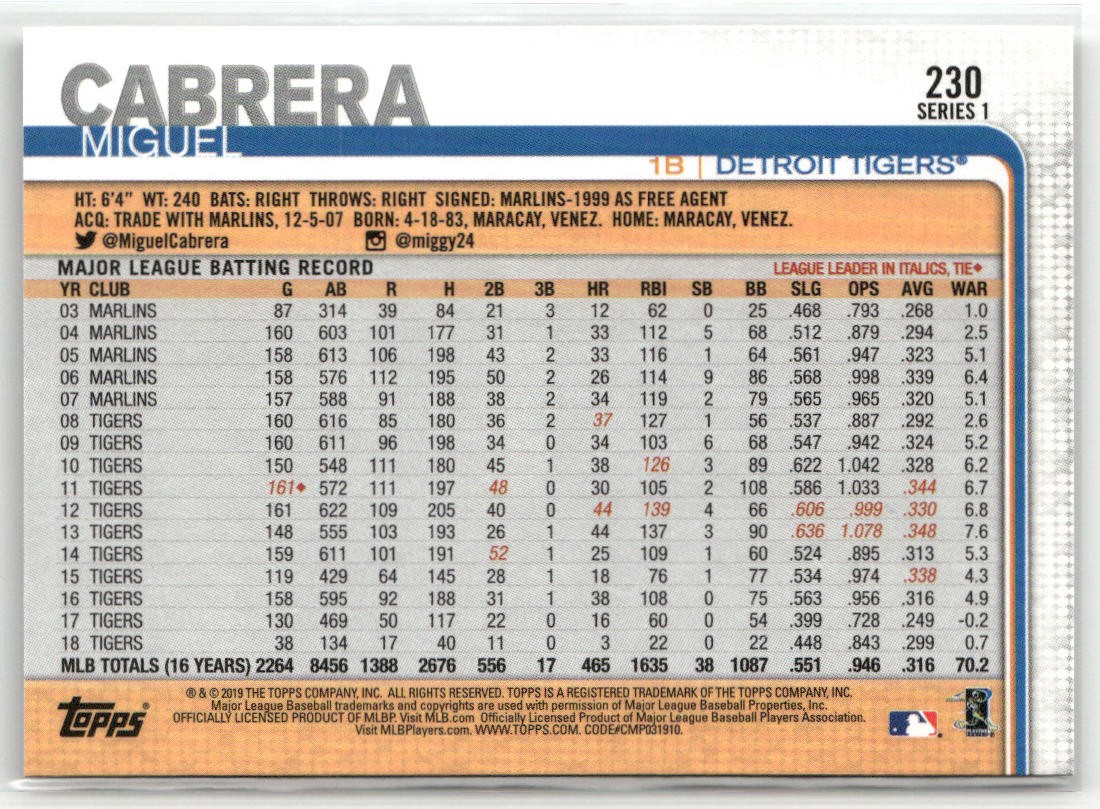 CABRERA
MIGUEL
230
SERIES 1
1B | DETROIT TIGERS®
HT: 6'4" WT: 240 BATS: RIGHT THROWS: RIGHT SIGNED: MARLINS-1999 AS FREE AGENT
ACQ: TRADE WITH MARLINS, 12-5-07 BORN: 4-18-83, MARACAY, VENEZ. HOME: MARACAY, VENEZ.
@MiguelCabrera @miggy24
MAJOR LEAGUE BATTING RECORD LEAGUE LEADER IN ITALICS, TIE♦
YR CLUB G AB R H 2B 3B HR RBI SB BB SLG OPS AVG WAR
03 MARLINS 87 314 39 84 21 3 12 62 0 25 .468 .793 .268 1.0
04 MARLINS 160 603 101 177 31 1 33 112 5 68 .512 .879 .294 2.5
05 MARLINS 158 613 106 198 43 2 33 116 1 64 .561 .947 .323 5.1
06 MARLINS 158 576 112 195 50 2 26 114 9 86 .568 .998 .339 6.4
07 MARLINS 157 588 91 188 38 2 34 119 2 79 .565 .965 .320 5.1
08 TIGERS 160 616 85 180 36 2 37 127 1 56 .537 .887 .292 2.6
09 TIGERS 160 611 96 198 34 0 34 103 6 68 .547 .942 .324 5.2
10 TIGERS 150 548 111 180 45 1 38 126 3 89 .622 1.042 .328 6.2
11 TIGERS 161♦ 572 111 197 48 0 30 105 2 108 .586 1.033 .344 6.7
12 TIGERS 161 622 109 205 40 0 44 139 4 66 .606 .999 .330 6.8
13 TIGERS 148 555 103 193 26 1 44 137 3 90 .636 1.078 .348 7.6
14 TIGERS 159 611 101 191 52 1 25 109 1 60 .524 .895 .313 5.3
15 TIGERS 119 429 64 145 28 1 18 76 1 77 .534 .974 .338 4.3
16 TIGERS 158 595 92 188 31 1 38 108 0 75 .563 .956 .316 4.9
17 TIGERS 130 469 50 117 22 0 16 60 0 54 .399 .728 .249 -0.2
18 TIGERS 38 134 17 40 11 0 3 22 0 22 .448 .843 .299 0.7
MLB TOTALS (16 YEARS) 2264 8456 1388 2676 556 17 465 1635 38 1087 .551 .946 .316 70.2
topps®
® & © 2019 THE TOPPS COMPANY, INC. ALL RIGHTS RESERVED. TOPPS IS A REGISTERED TRADEMARK OF THE TOPPS COMPANY, INC.
Major League Baseball trademarks and copyrights are used with permission of Major League Baseball Properties, Inc.
OFFICIALLY LICENSED PRODUCT OF MLBP. Visit MLB.com Officially Licensed Product of Major League Baseball Players Association.
Visit MLBPlayers.com. WWW.TOPPS.COM. CODE#CMP031910.